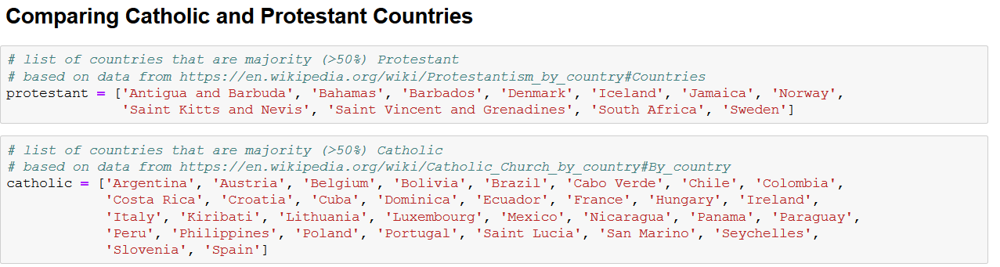 Comparing Catholic and Protestant Countries
# list of countries that are majority (>50%) Protestant
# based on data from https://en.wikipedia.org/wiki/Protestantism_by_country#Countries
protestant = ['Antigua and Barbuda', 'Bahamas', 'Barbados', 'Denmark', 'Iceland', 'Jamaica', 'Norway',
'Saint Kitts and Nevis', 'Saint Vincent and Grenadines', 'South Africa', 'Sweden']
# list of countries that are majority (>50%) Catholic
# based on data from https://en.wikipedia.org/wiki/Catholic_Church_by_country#By_country
catholic = ['Argentina', 'Austria', 'Belgium', 'Bolivia', 'Brazil', 'Cabo Verde', 'Chile', 'Colombia',
'Costa Rica', 'Croatia', 'Cuba', 'Dominica', 'Ecuador', 'France', 'Hungary', 'Ireland',
'Italy', 'Kiribati', 'Lithuania', 'Luxembourg', 'Mexico', 'Nicaragua', 'Panama', 'Paraguay',
'Peru', 'Philippines', 'Poland', 'Portugal', 'Saint Lucia', 'San Marino', 'Seychelles',
'Slovenia', 'Spain']